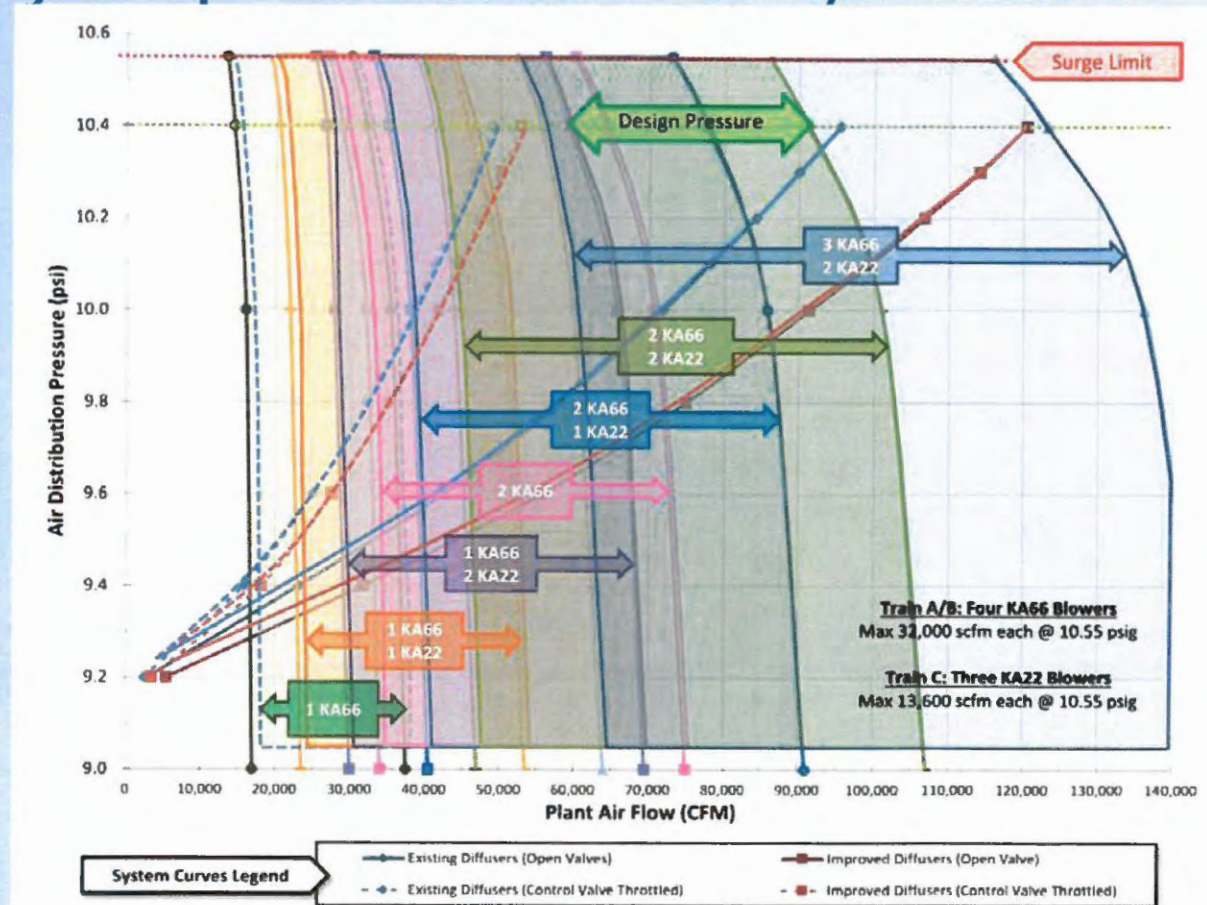 10.6
10.4
10.2
10.0
9.8
9.6
9.4
9.2
9.0
Air Distribution Pressure (psi)
Surge Limit
Design Pressure
3 KA66
2 KA22
2 KA66
2 KA22
2 KA66
1 KA22
2 KA66
1 KA66
2 KA22
1 KA66
1 KA22
1 KA66
Train A/B: Four KA66 Blowers
Max 32,000 scfm each @ 10.55 psig
Train C: Three KA22 Blowers
Max 13,600 scfm each @ 10.55 psig
0 10,000 20,000 30,000 40,000 50,000 60,000 70,000 80,000 90,000 100,000 110,000 120,000 130,000 140,000
Plant Air Flow (CFM)
System Curves Legend
Existing Diffusers (Open Valves) Improved Diffusers (Open Valve)
Existing Diffusers (Control Valve Throttled) Improved Diffusers (Control Valve Throttled)